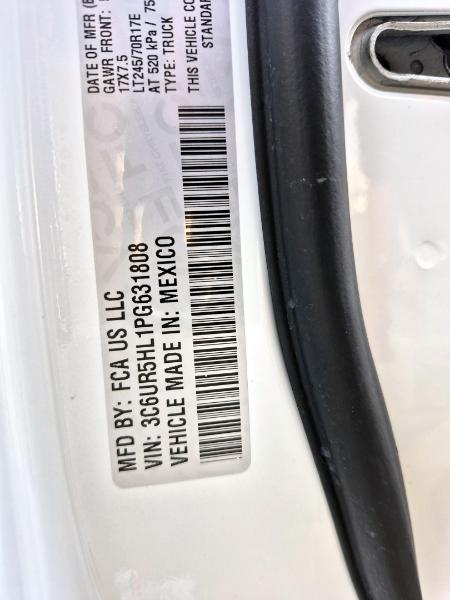 MFD BY: FCA US LLC
VIN: 3C6UR5HL1PG631808
VEHICLE MADE IN: MEXICO
DATE OF MFR
GAWR FRONT:
17X7.5
LT245/70R17E
AT 520 kPa / 75
TYPE: TRUCK
THIS VEHICLE CO
STANDAR